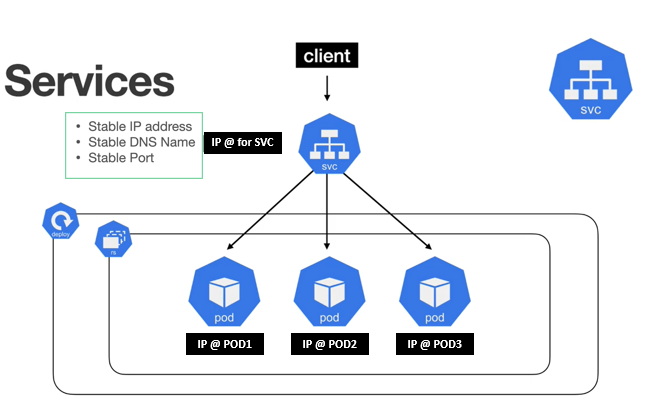 client
Services
svc
• Stable IP address
• Stable DNS Name
• Stable Port
IP @ for SVC
svc
deploy
rs
pod
pod
pod
IP @ POD1
IP @ POD2
IP @ POD3